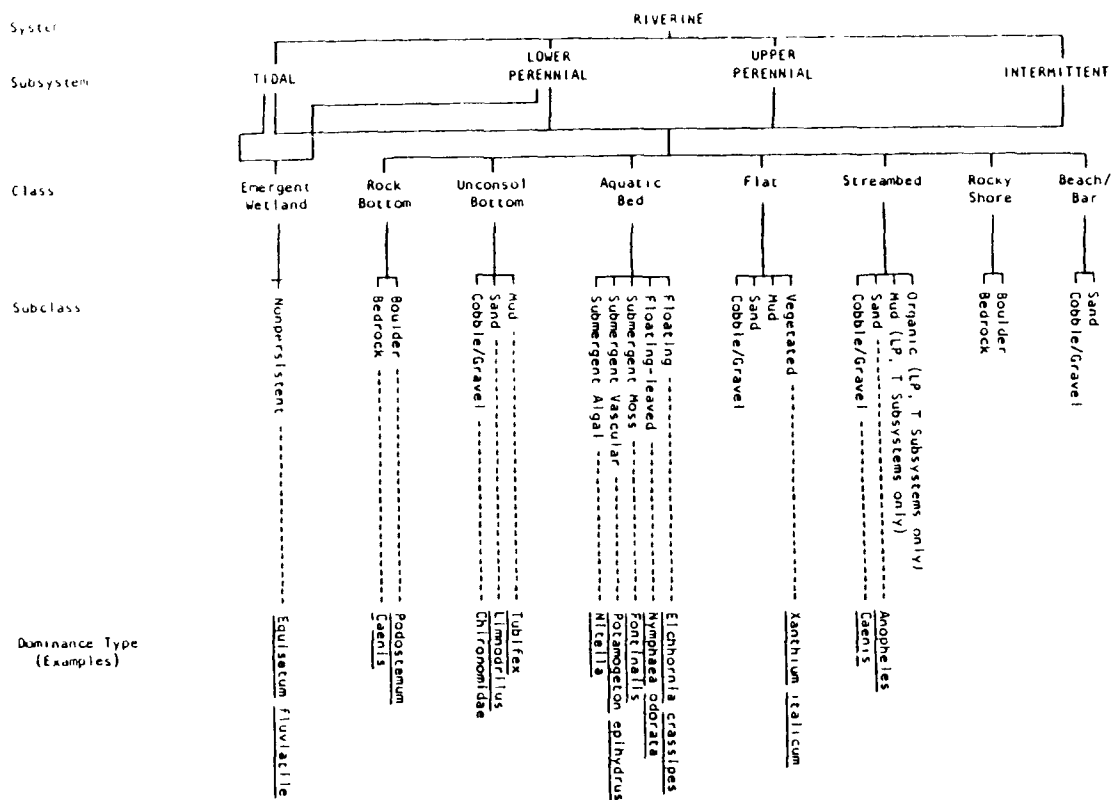 System
RIVERINE
Subsystem
TIDAL
LOWER
PERENNIAL
UPPER
PERENNIAL
INTERMITTENT
Class
Emergent
Wetland
Rock
Bottom
Unconsol
Bottom
Aquatic
Bed
Flat
Streambed
Rocky
Shore
Beach/
Bar
Subclass
Nonpersistent
Boulder
Bedrock
Mud
Sand
Cobble/Gravel
Floating
Floating-leaved
Submergent Moss
Submergent Vascular
Submergent Algal
Vegetated
Mud
Sand
Cobble/Gravel
Organic (LP, T Subsystems only)
Mud (LP, T Subsystems only)
Sand
Cobble/Gravel
Boulder
Bedrock
Sand
Cobble/Gravel
Dominance Type
(Examples)
Equisetum fluviatile
Podostemum
Caenis
Tubifex
Limnodrilus
Chironomidae
Eichhornia crassipes
Nymphaea odorata
Fontinalis
Potamogeton epihydrus
Nitella
Xanthium italicum
Anopheles
Caenis